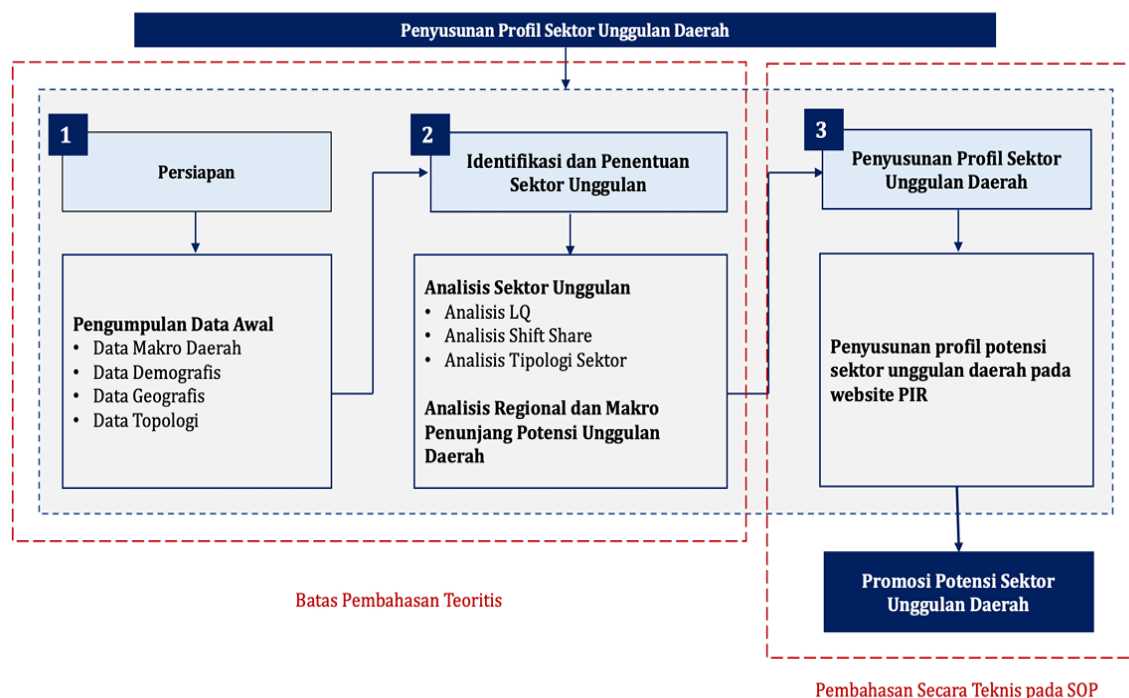 Penyusunan Profil Sektor Unggulan Daerah
1
Persiapan
Pengumpulan Data Awal
• Data Makro Daerah
• Data Demografis
• Data Geografis
• Data Topologi
2
Identifikasi dan Penentuan
Sektor Unggulan
Analisis Sektor Unggulan
• Analisis LQ
• Analisis Shift Share
• Analisis Tipologi Sektor
Analisis Regional dan Makro
Penunjang Potensi Unggulan
Daerah
3
Penyusunan Profil Sektor
Unggulan Daerah
Penyusunan profil potensi
sektor unggulan daerah pada
website PIR
Promosi Potensi Sektor
Unggulan Daerah
Batas Pembahasan Teoritis
Pembahasan Secara Teknis pada SOP